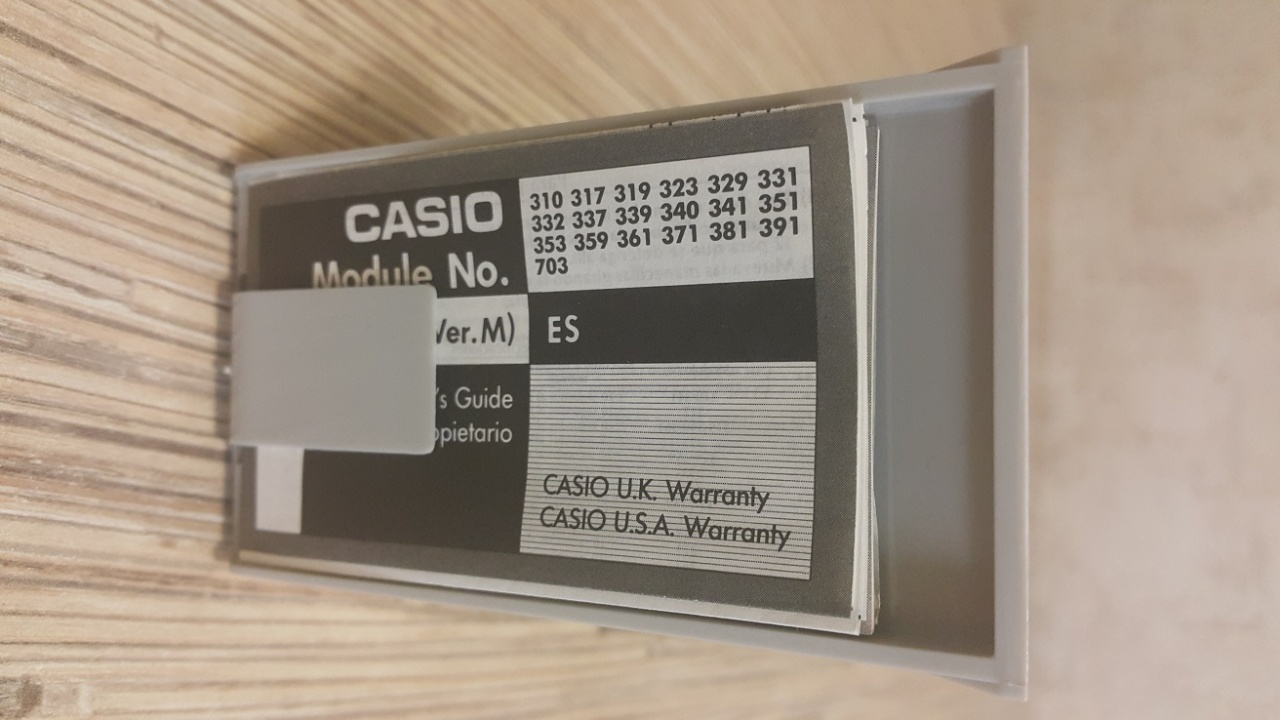 CASIO
Module No.
Ver.M)
's Guide
310 317 319 323 329 331
332 337 339 340 341 351
353 359 361 371 381 391
703
ES
CASIO U.K. Warranty
CASIO U.S.A. Warranty